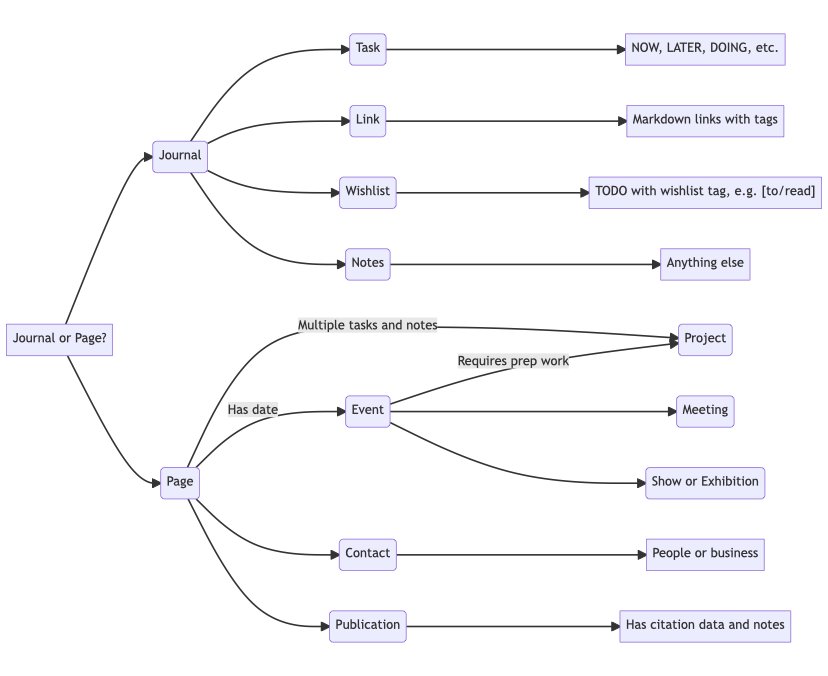 Task
NOW, LATER, DOING, etc.
Link
Markdown links with tags
Journal
Wishlist
TODO with wishlist tag, e.g. [to/read]
Notes
Anything else
Journal or Page?
Multiple tasks and notes
Project
Requires prep work
Has date
Event
Meeting
Page
Show or Exhibition
Contact
People or business
Publication
Has citation data and notes